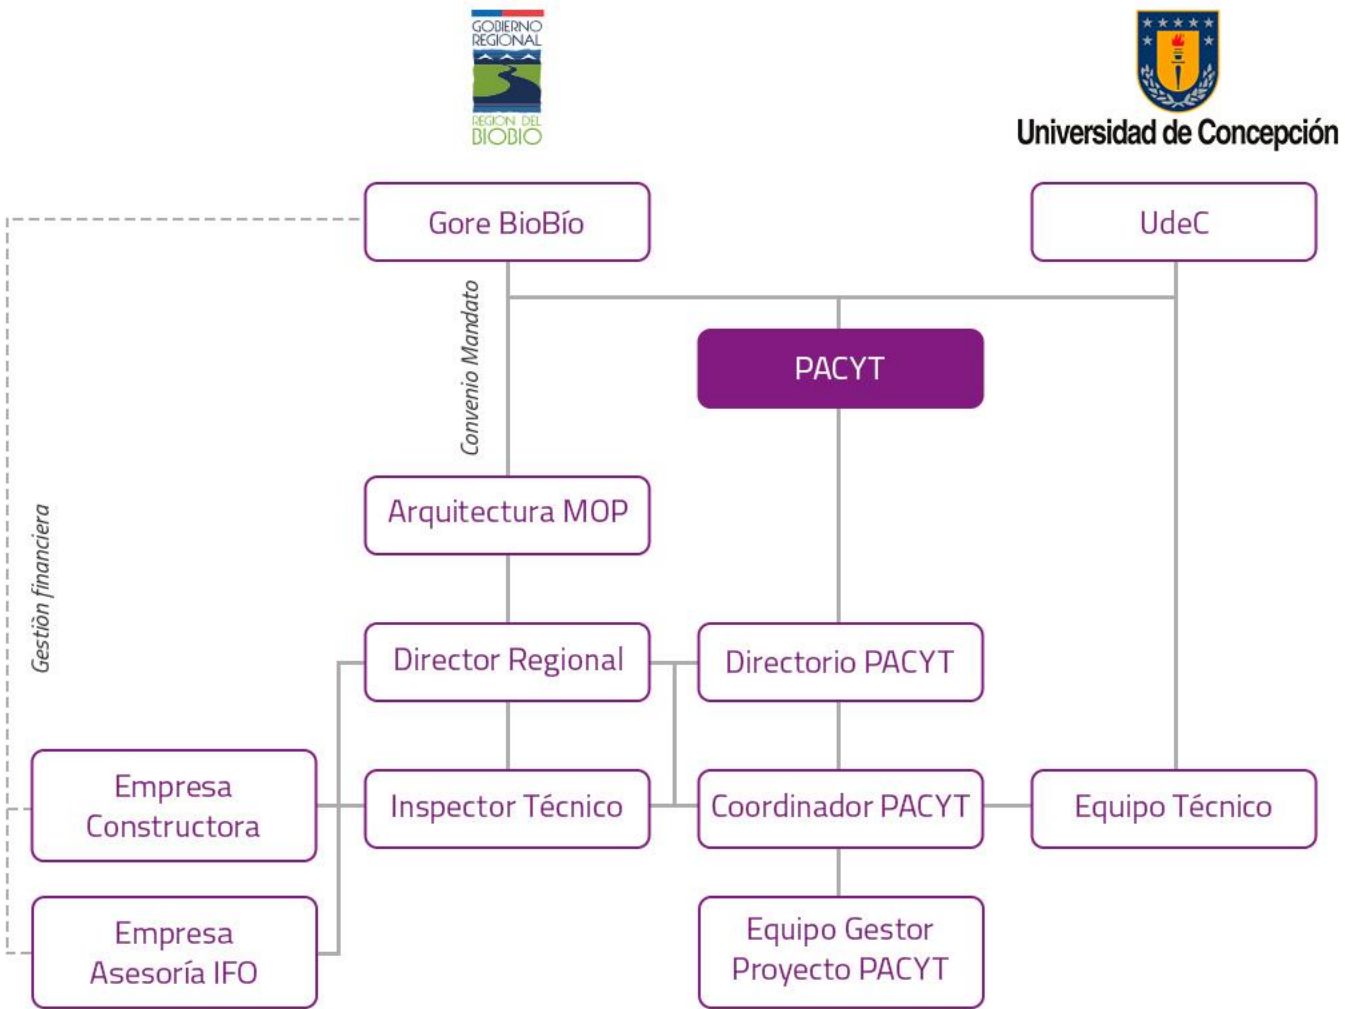 GOBIERNO
REGIONAL
REGION DEL
BIOBIO
Universidad de Concepción
Gore BioBío
UdeC
Convenio Mandato
PACYT
Arquitectura MOP
Gestiòn financiera
Director Regional
Directorio PACYT
Empresa
Constructora
Inspector Técnico
Coordinador PACYT
Equipo Técnico
Empresa
Asesoría IFO
Equipo Gestor
Proyecto PACYT